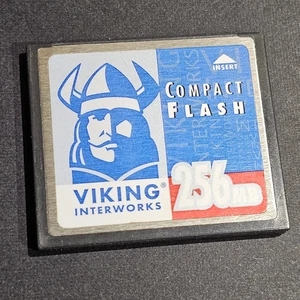 INSERT
COMPACT
FLASH
VIKING®
INTERWORKS
256MB